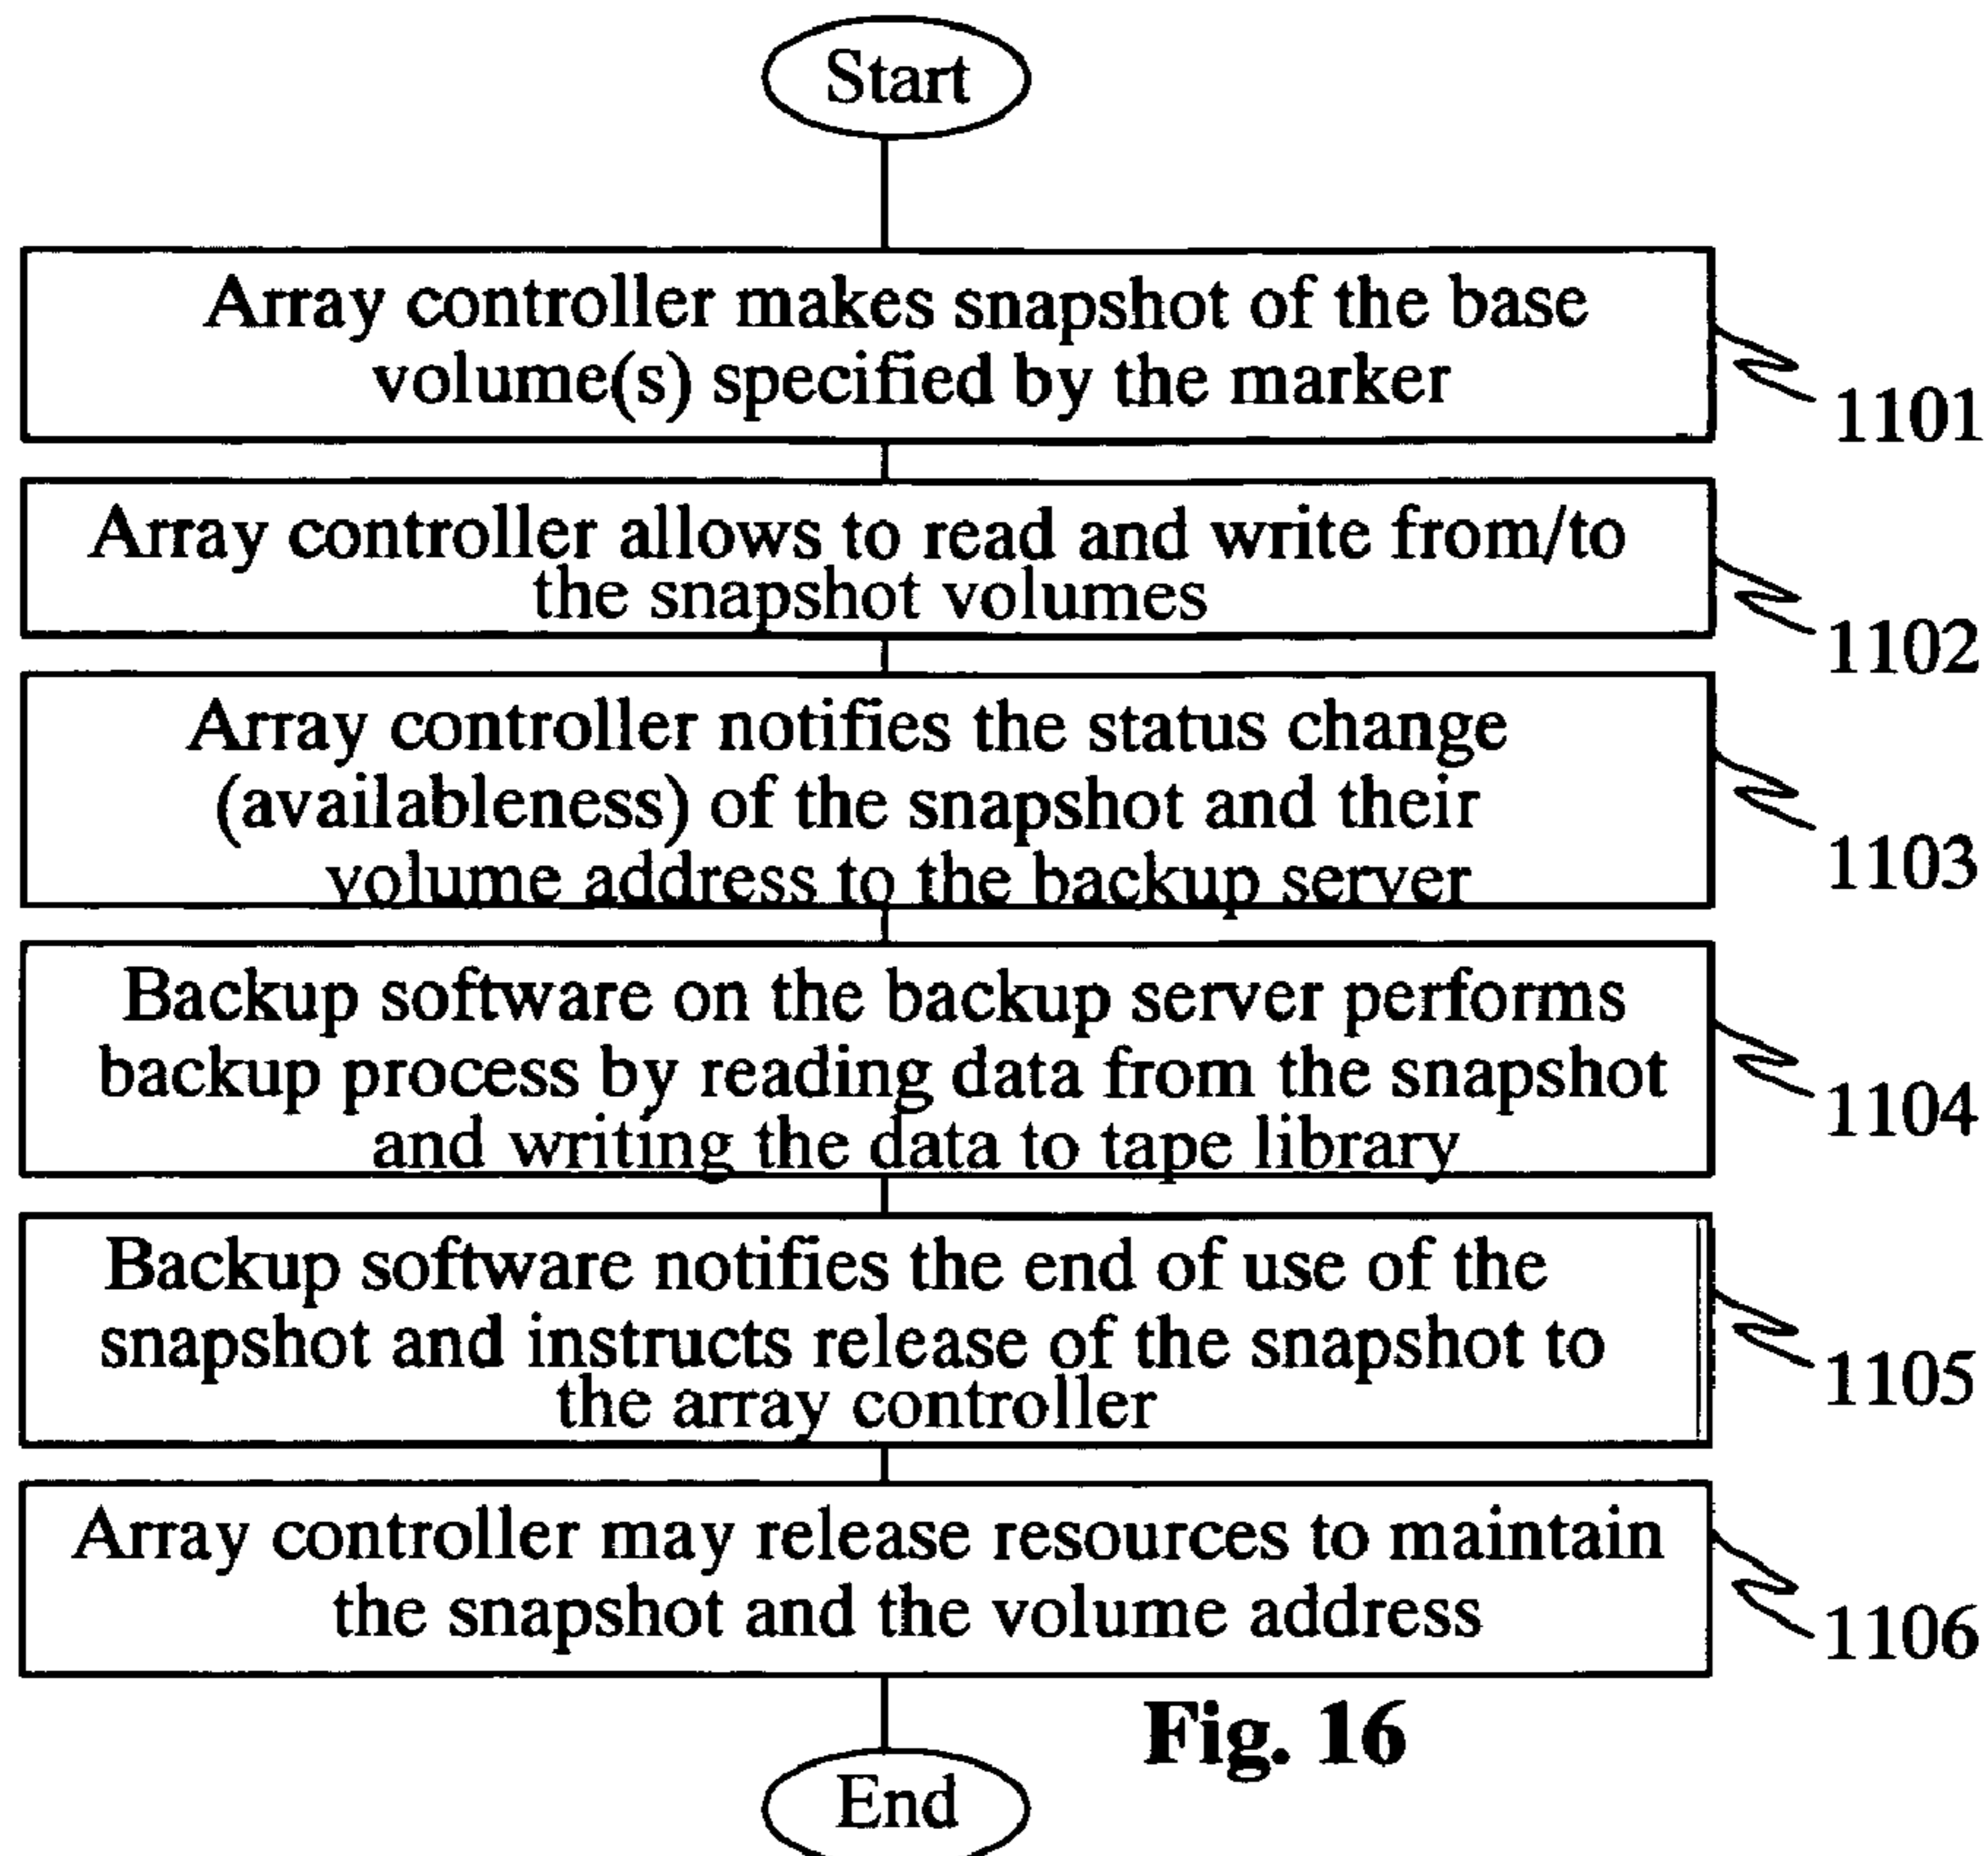 Start
Array controller makes snapshot of the base
volume(s) specified by the marker
1101
Array controller allows to read and write from/to
the snapshot volumes
1102
Array controller notifies the status change
(availableness) of the snapshot and their
volume address to the backup server
1103
Backup software on the backup server performs
backup process by reading data from the snapshot
and writing the data to tape library
1104
Backup software notifies the end of use of the
snapshot and instructs release of the snapshot to
the array controller
1105
Array controller may release resources to maintain
the snapshot and the volume address
1106
Fig. 16
End